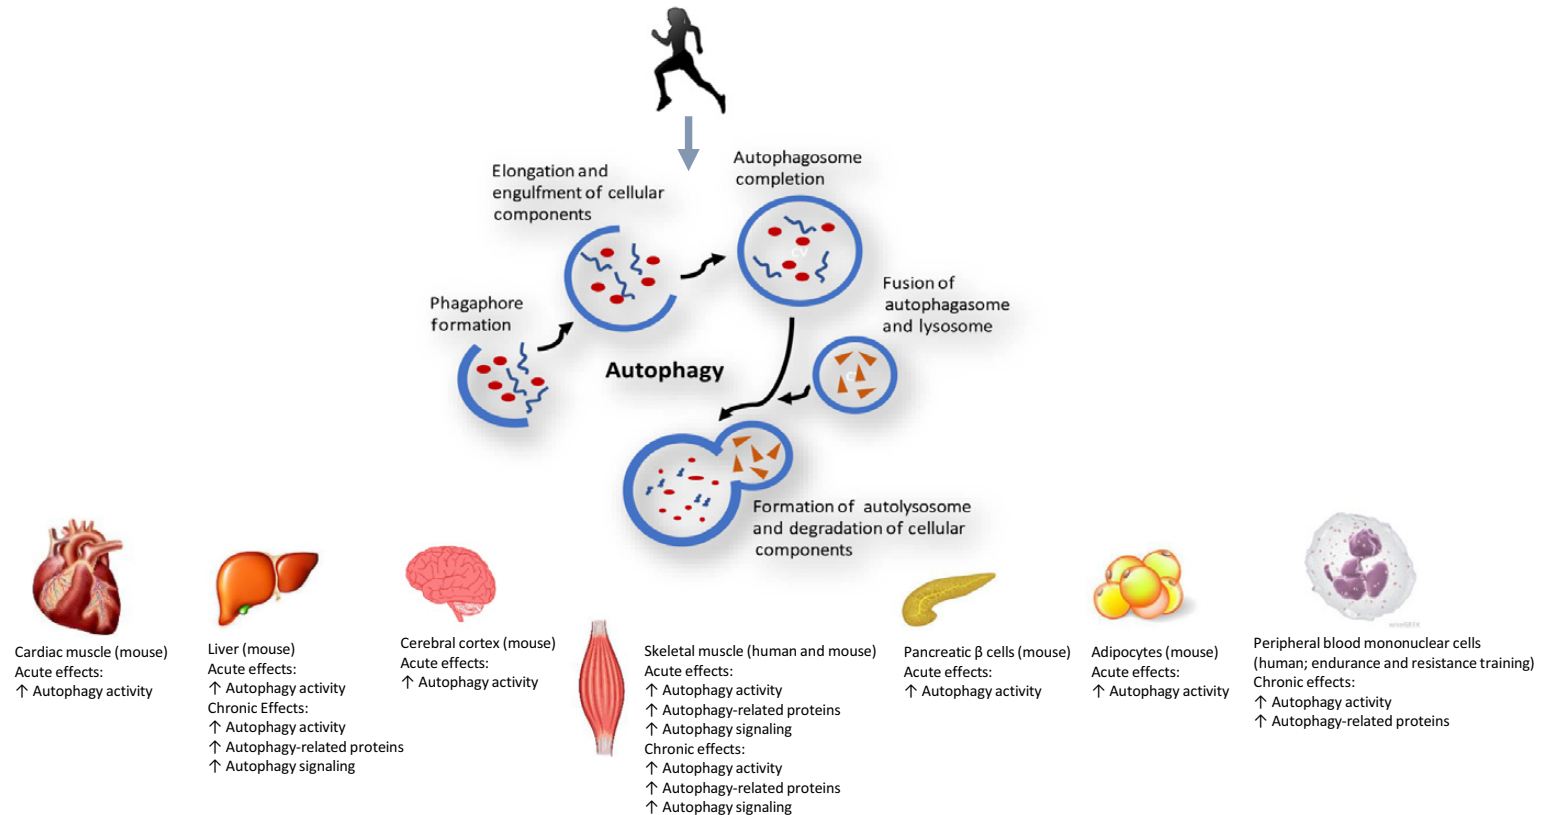 Elongation and
engulfment of cellular
components
Autophagosome
completion
CV
Fusion of
autophagasome
and lysosome
Phagaphore
formation
Autophagy
C
Formation of autolysosome
and degradation of cellular
components
Cardiac muscle (mouse)
Acute effects:
↑ Autophagy activity
Liver (mouse)
Acute effects:
↑ Autophagy activity
Chronic Effects:
↑ Autophagy activity
↑ Autophagy-related proteins
↑ Autophagy signaling
Cerebral cortex (mouse)
Acute effects:
↑ Autophagy activity
Skeletal muscle (human and mouse)
Acute effects:
↑ Autophagy activity
↑ Autophagy-related proteins
↑ Autophagy signaling
Chronic effects:
↑ Autophagy activity
↑ Autophagy-related proteins
↑ Autophagy signaling
Pancreatic β cells (mouse)
Acute effects:
↑ Autophagy activity
Adipocytes (mouse)
Acute effects:
↑ Autophagy activity
Peripheral blood mononuclear cells
(human; endurance and resistance training)
Chronic effects:
↑ Autophagy activity
↑ Autophagy-related proteins